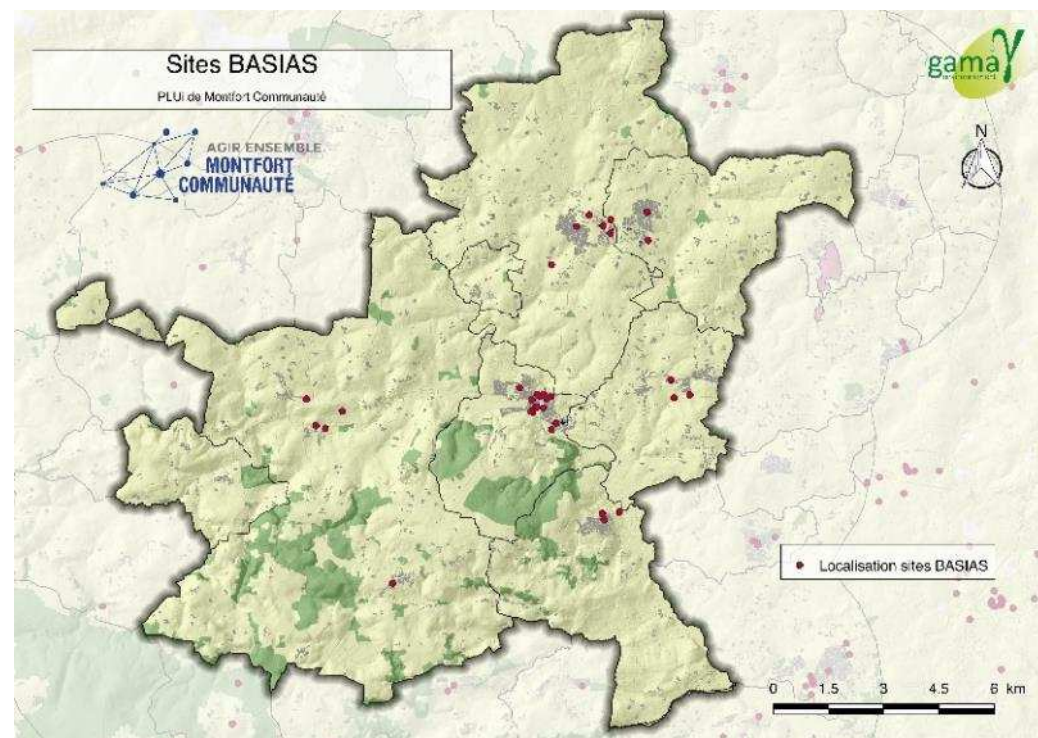 Sites BASIAS
PLUi de Montfort Communauté
AGIR ENSEMBLE
MONTFORT
COMMUNAUTÉ
gama
environnement
N
Localisation sites BASIAS
0 1.5 3 4.5 6 km